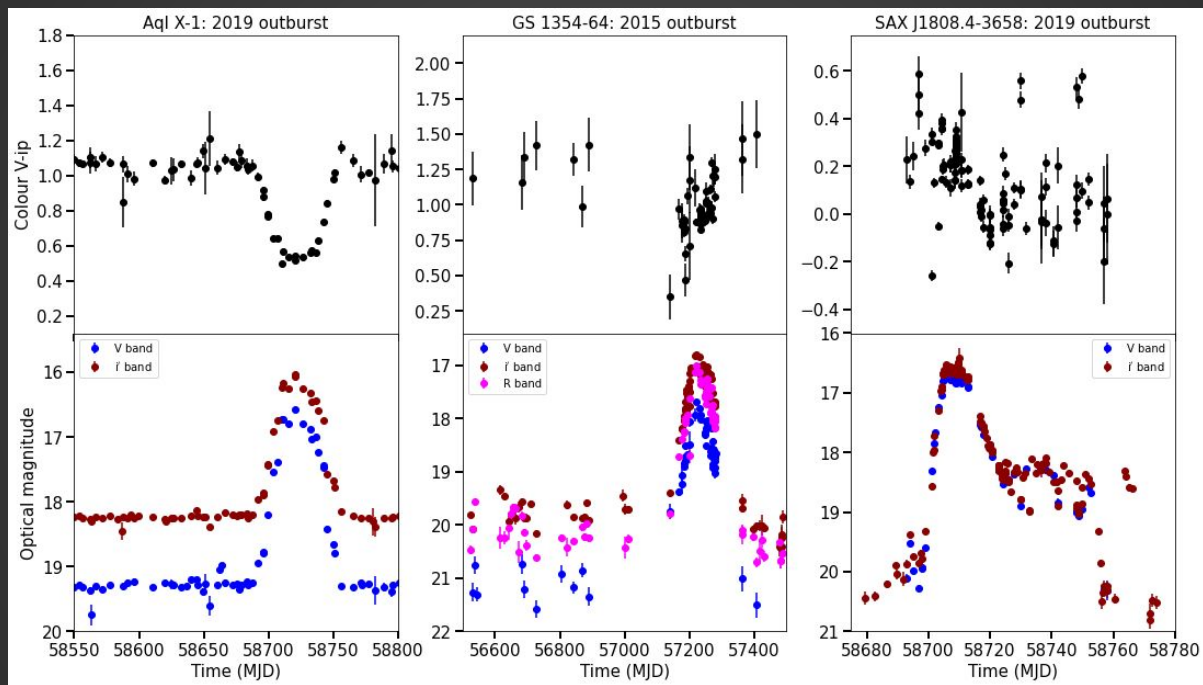 Aql X-1: 2019 outburst
1.8
1.6
1.4
1.2
1.0
0.8
0.6
0.4
0.2
Colour V-ip
V band
i' band
16
17
18
19
20
Optical magnitude
58550 58600 58650 58700 58750 58800
Time (MJD)
GS 1354-64: 2015 outburst
2.00
1.75
1.50
1.25
1.00
0.75
0.50
0.25
V band
i' band
R band
17
18
19
20
21
22
56600 56800 57000 57200 57400
Time (MJD)
SAX J1808.4-3658: 2019 outburst
0.6
0.4
0.2
0.0
−0.2
−0.4
V band
i' band
16
17
18
19
20
21
58680 58700 58720 58740 58760 58780
Time (MJD)